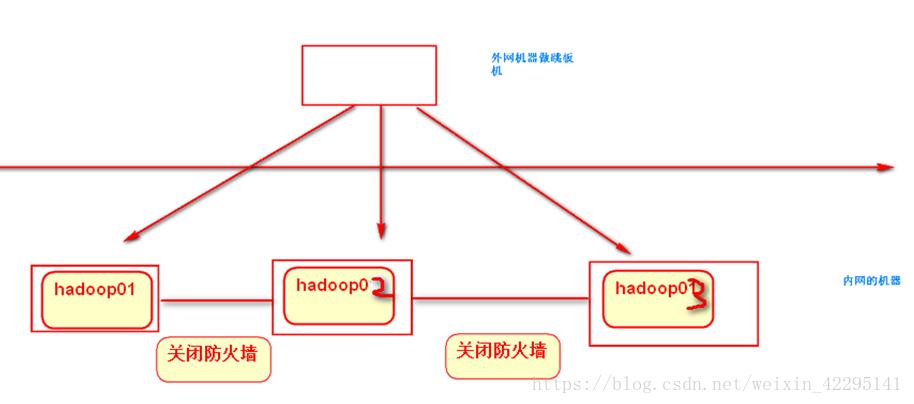 外网机器做跳板
机
hadoop01
hadoop02
hadoop03
内网的机器
关闭防火墙
关闭防火墙
https://blog.csdn.net/weixin_42295141